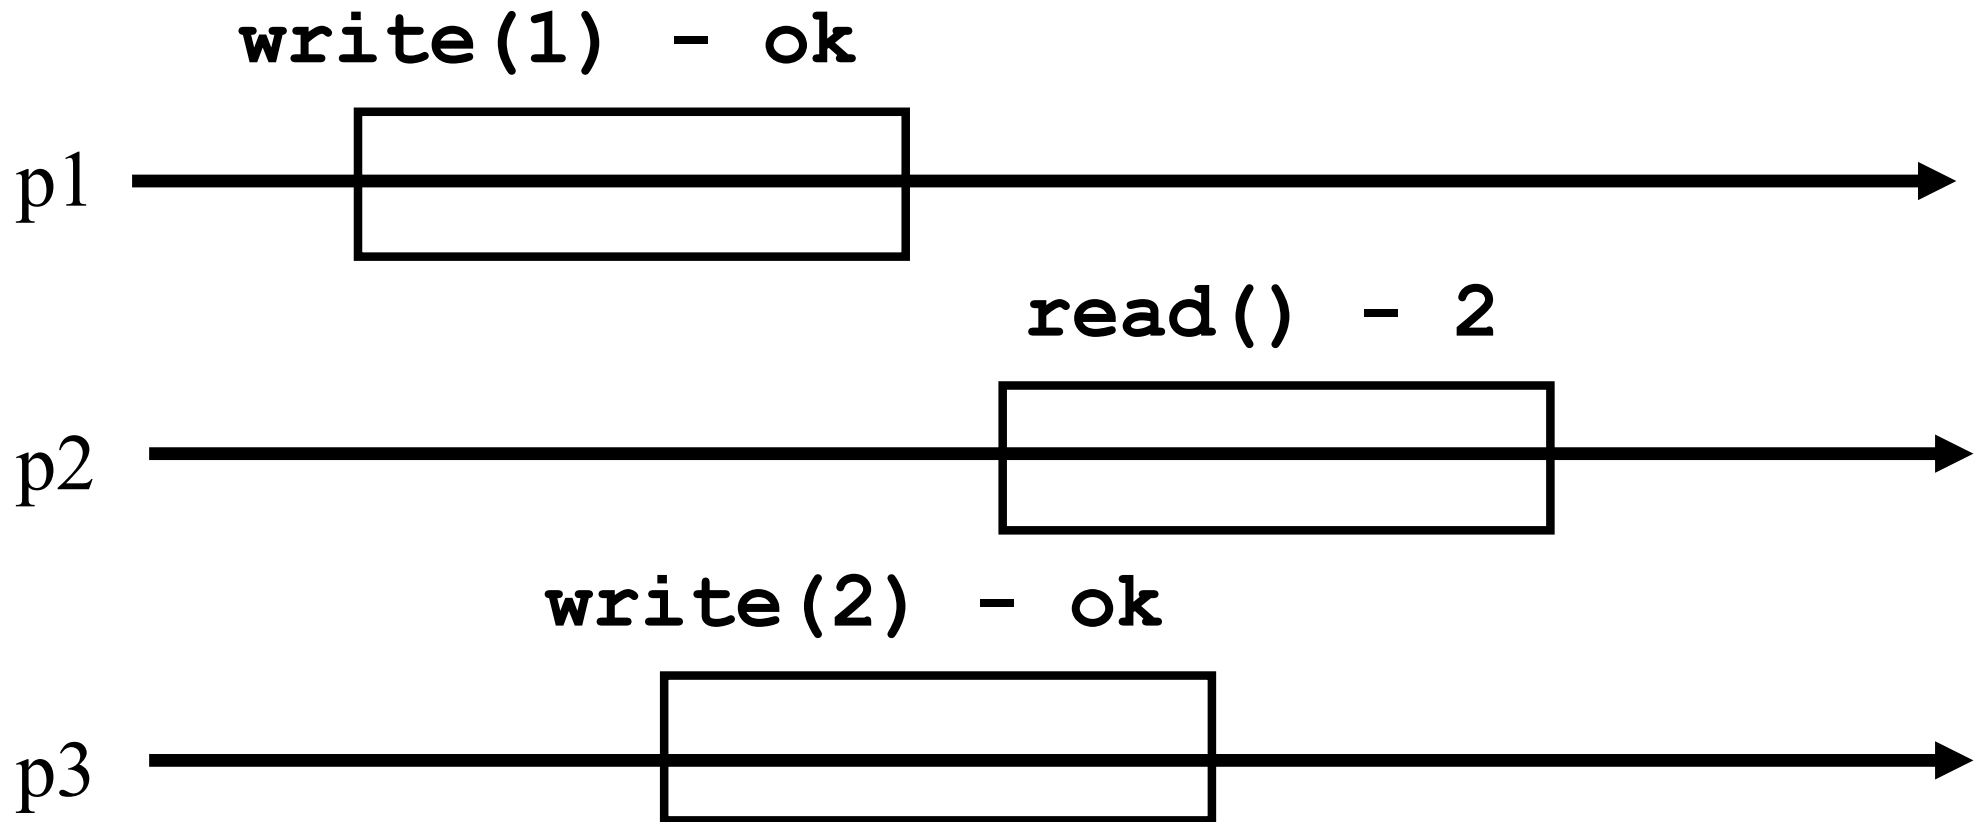 write(1) - ok
p1
read() - 2
p2
write(2) - ok
p3